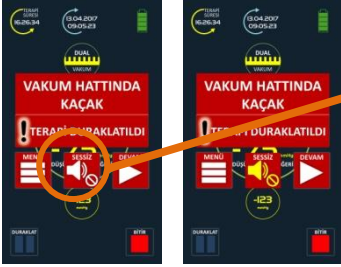 TERAPİ
SÜRESİ
16:26:34
13.04.2017
09:05:23
DUAL
VAKUM
VAKUM HATTINDA
KAÇAK
! TERAPİ DURAKLATILDI
MENÜ
SESSİZ
DEVAM
-123
mmHg
DURAKLAT
BİTİR
TERAPİ
SÜRESİ
16:26:34
13.04.2017
09:05:23
DUAL
VAKUM
VAKUM HATTINDA
KAÇAK
! TERAPİ DURAKLATILDI
MENÜ
SESSİZ
DEVAM
-123
mmHg
DURAKLAT
BİTİR